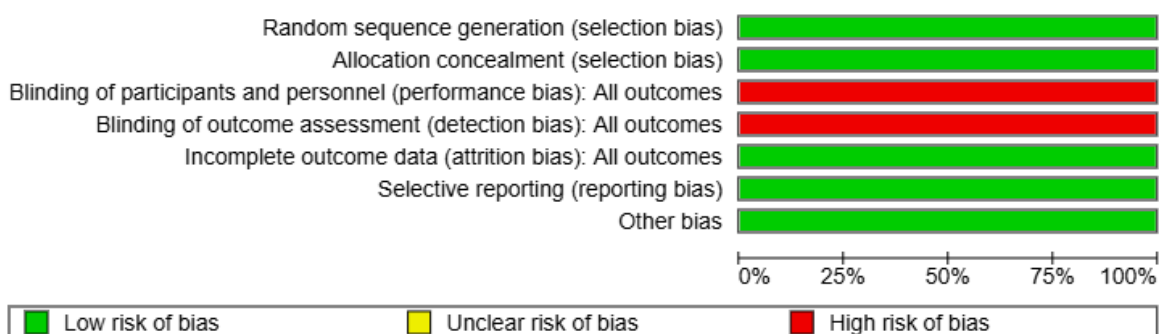 Random sequence generation (selection bias)
Allocation concealment (selection bias)
Blinding of participants and personnel (performance bias): All outcomes
Blinding of outcome assessment (detection bias): All outcomes
Incomplete outcome data (attrition bias): All outcomes
Selective reporting (reporting bias)
Other bias
0% 25% 50% 75% 100%
Low risk of bias Unclear risk of bias High risk of bias